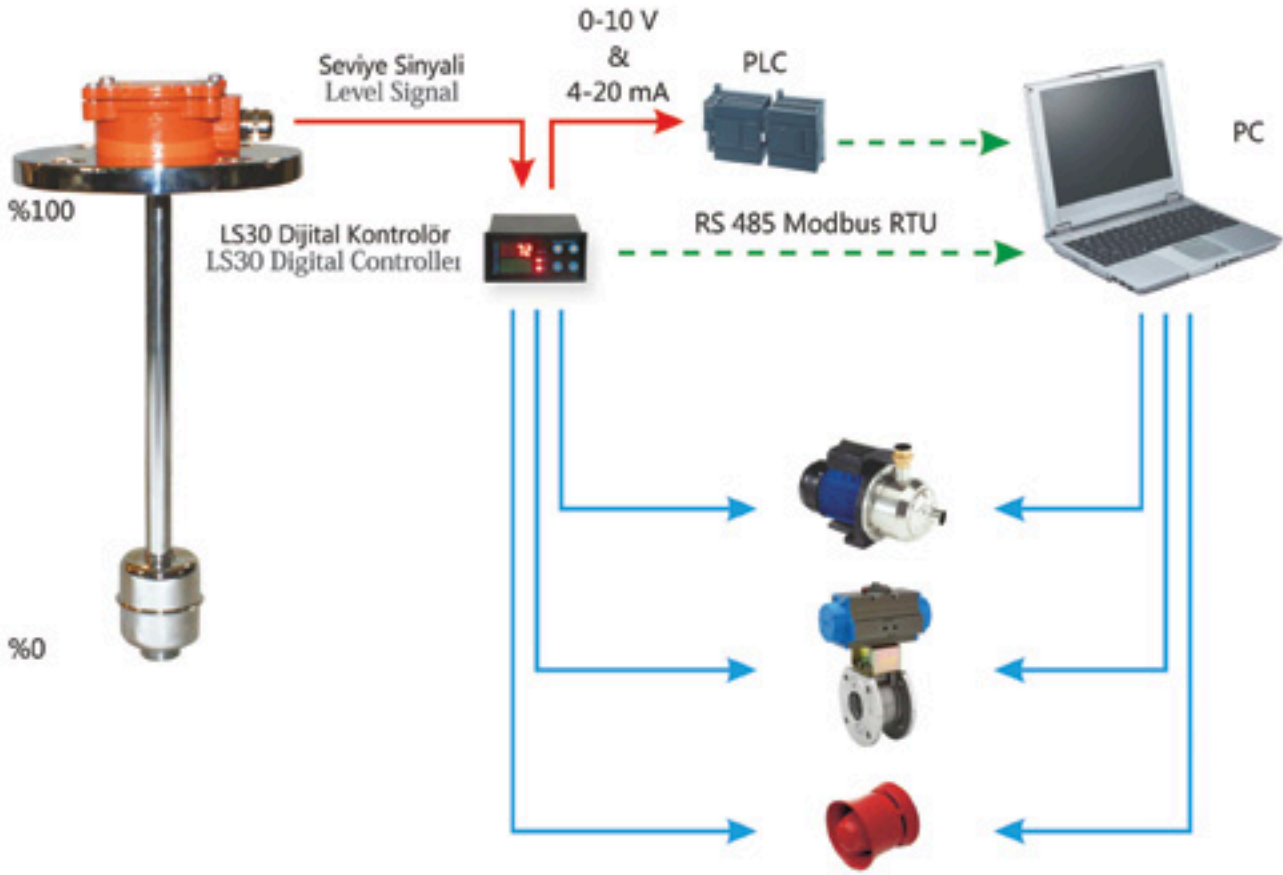 0-10 V
&
4-20 mA
Seviye Sinyali
Level Signal
PLC
PC
%100
LS30 Dijital Kontrolör
LS30 Digital Controller
RS 485 Modbus RTU
%0